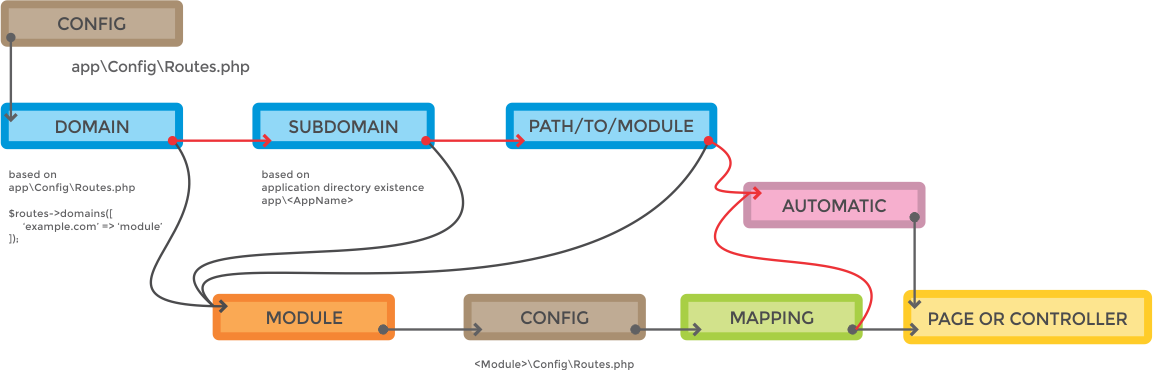 CONFIG
app\Config\Routes.php
DOMAIN
SUBDOMAIN
PATH/TO/MODULE
based on
app\Config\Routes.php
$routes->domains([
‘example.com’ => ‘module’
]);
based on
application directory existence
app\<AppName>
AUTOMATIC
MODULE
CONFIG
MAPPING
PAGE OR CONTROLLER
<Module>\Config\Routes.php